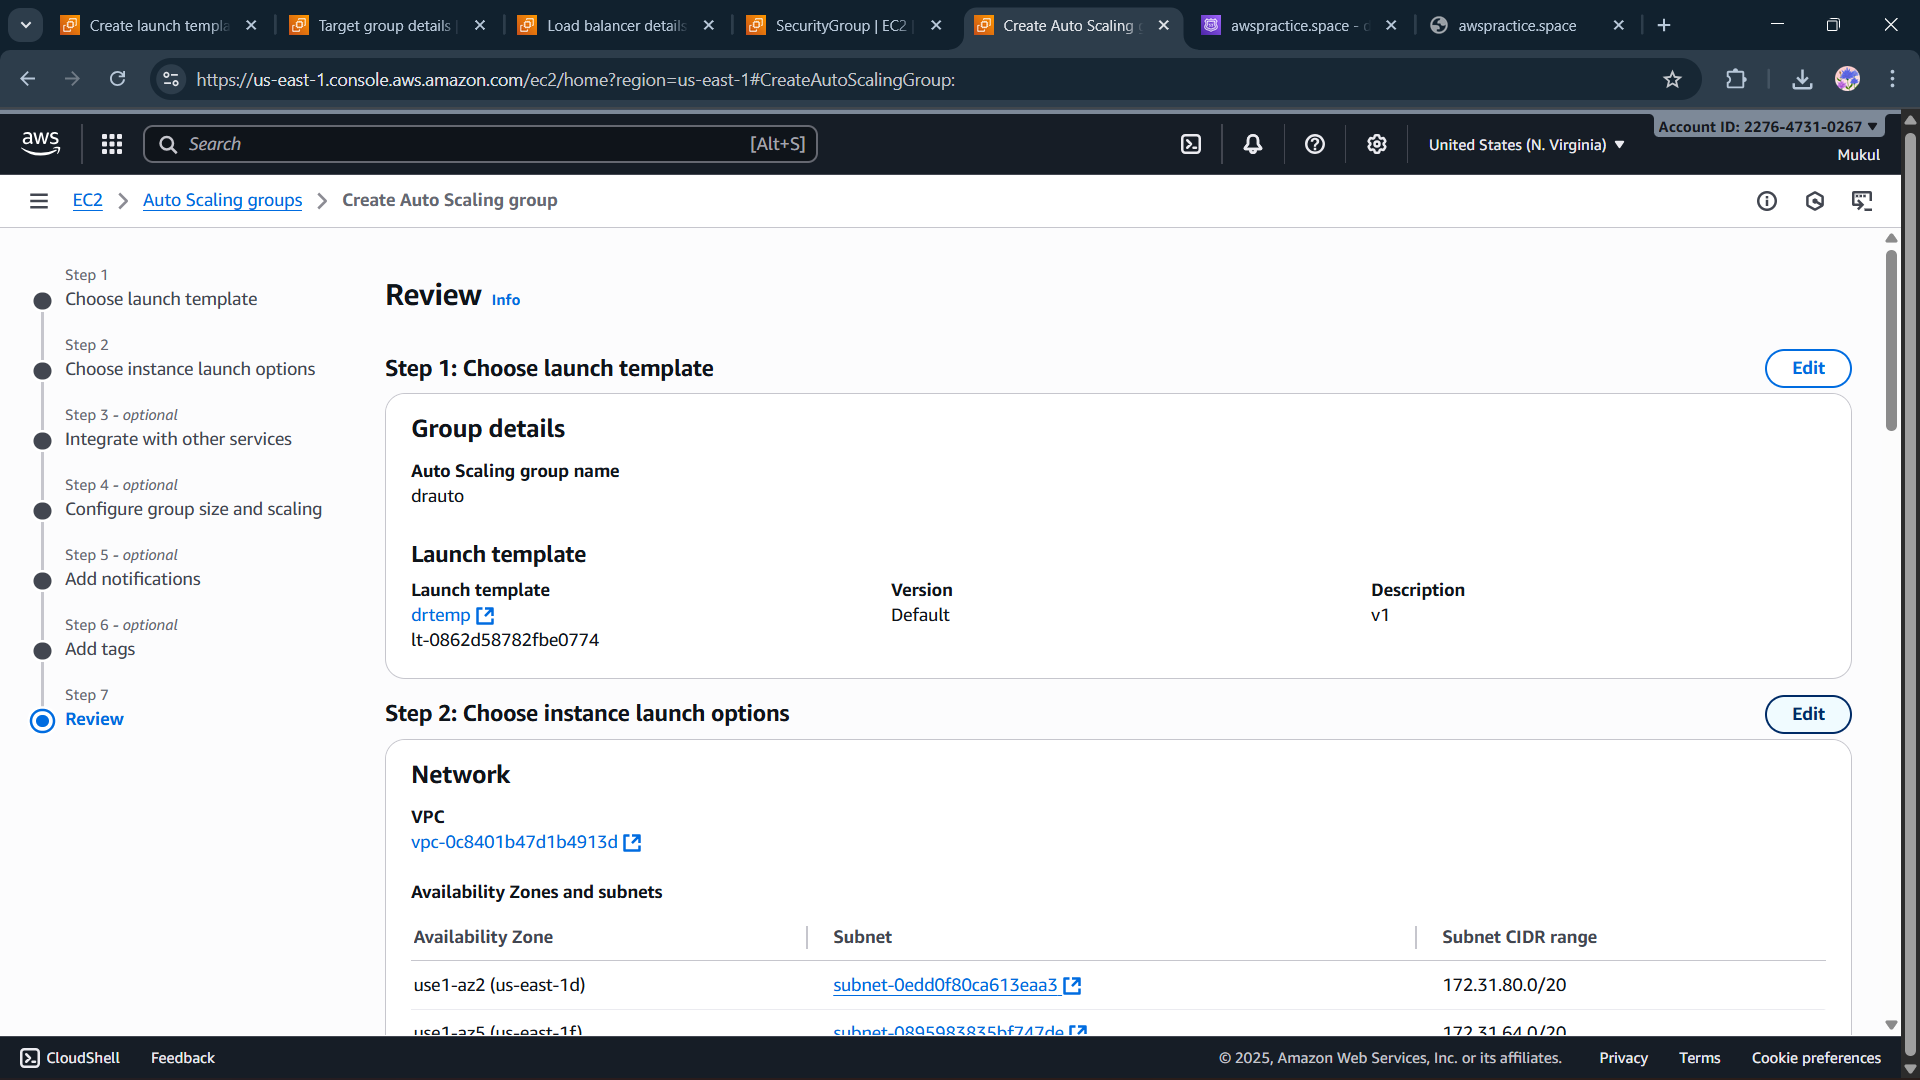 Create launch templa
Target group details
Load balancer details
SecurityGroup | EC2
Create Auto Scaling g
awspractice.space - d
awspractice.space
https://us-east-1.console.aws.amazon.com/ec2/home?region=us-east-1#CreateAutoScalingGroup:
aws
Search
[Alt+S]
United States (N. Virginia)
Account ID: 2276-4731-0267
Mukul
EC2
Auto Scaling groups
Create Auto Scaling group
Step 1
Choose launch template
Step 2
Choose instance launch options
Step 3 - optional
Integrate with other services
Step 4 - optional
Configure group size and scaling
Step 5 - optional
Add notifications
Step 6 - optional
Add tags
Step 7
Review
Review Info
Step 1: Choose launch template
Edit
Group details
Auto Scaling group name
drauto
Launch template
Launch template
Version
Description
drtemp
Default
v1
lt-0862d58782fbe0774
Step 2: Choose instance launch options
Edit
Network
VPC
vpc-0c8401b47d1b4913d
Availability Zones and subnets
Availability Zone
Subnet
Subnet CIDR range
use1-az2 (us-east-1d)
subnet-0edd0f80ca613eaa3
172.31.80.0/20
use1-az5 (us-east-1f)
subnet-0895983835bf747de
172.31.64.0/20
CloudShell
Feedback
© 2025, Amazon Web Services, Inc. or its affiliates.
Privacy
Terms
Cookie preferences